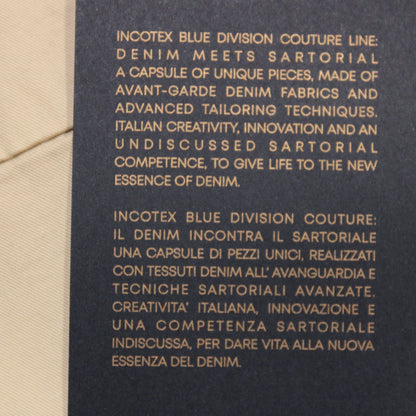 INCOTEX BLUE DIVISION COUTURE LINE:
DENIM MEETS SARTORIAL
A CAPSULE OF UNIQUE PIECES, MADE OF
AVANT-GARDE DENIM FABRICS AND
ADVANCED TAILORING TECHNIQUES.
ITALIAN CREATIVITY, INNOVATION AND AN
UNDISCUSSED SARTORIAL
COMPETENCE, TO GIVE LIFE TO THE NEW
ESSENCE OF DENIM.
INCOTEX BLUE DIVISION COUTURE:
IL DENIM INCONTRA IL SARTORIALE
UNA CAPSULE DI PEZZI UNICI, REALIZZATI
CON TESSUTI DENIM ALL' AVANGUARDIA E
TECNICHE SARTORIALI AVANZATE.
CREATIVITA' ITALIANA, INNOVAZIONE E
UNA COMPETENZA SARTORIALE
INDISCUSSA, PER DARE VITA ALLA NUOVA
ESSENZA DEL DENIM.